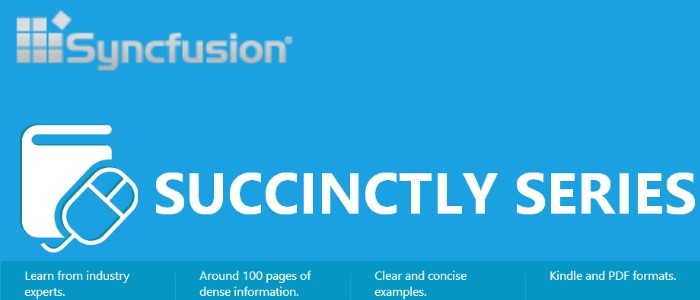 Syncfusion®
SUCCINCTLY SERIES
Learn from industry
experts.
Around 100 pages of
dense information.
Clear and concise
examples.
Kindle and PDF formats.